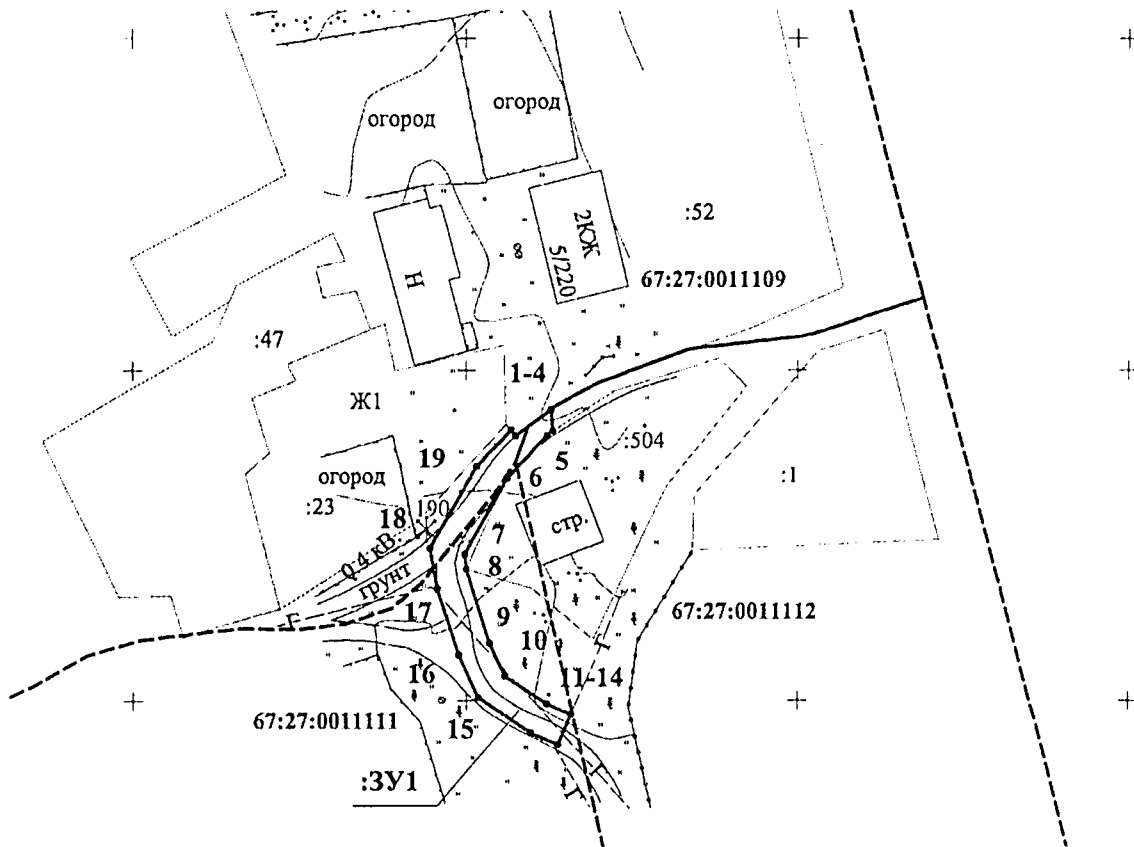 огород
огород
8
2КЖ
5/220
:52
Н
67:27:0011109
:47
1-4
Ж1
:504
19
5
огород
6
:1
:23
18
190
стр.
0.4 кВ
7
грунт
8
17
9
67:27:0011112
10
Г
Г
16
11-14
67:27:0011111
15
:ЗУ1
Г
Г